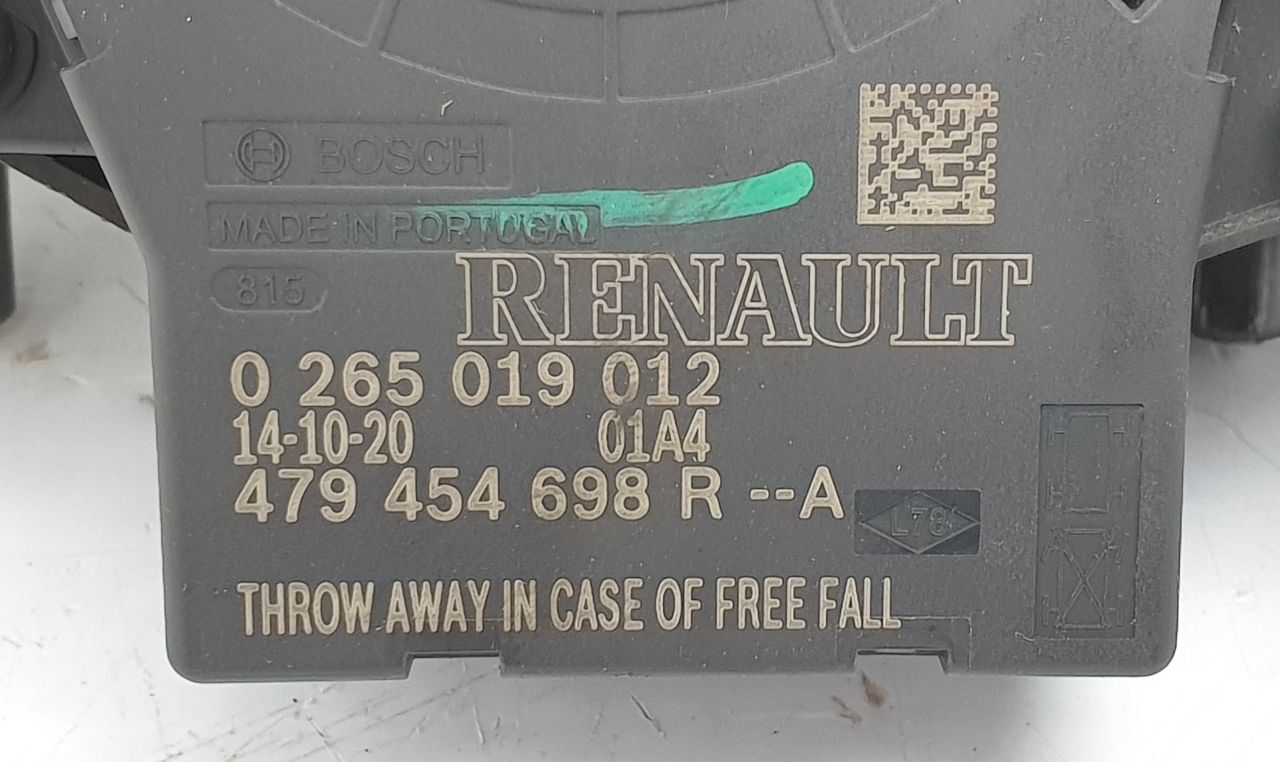 BOSCH
MADE IN PORTUGAL
815
RENAULT
0 265 019 012
14-10-20 01A4
479 454 698 R --A
L78
THROW AWAY IN CASE OF FREE FALL